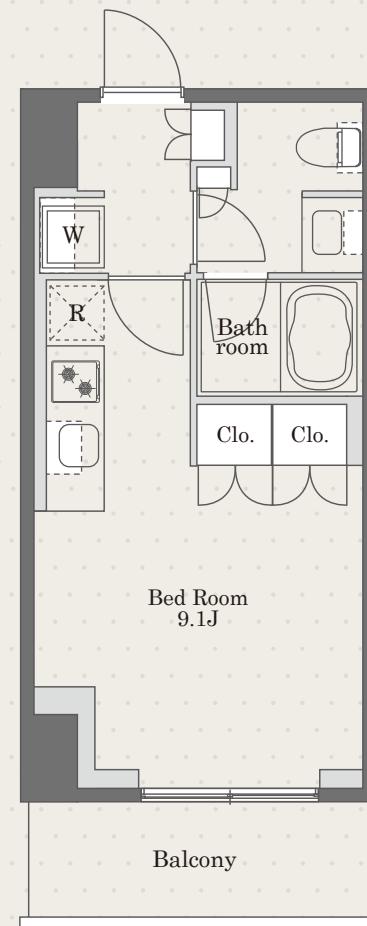 W
R
Bath
room
Clo.
Clo.
Bed Room
9.1J
Balcony